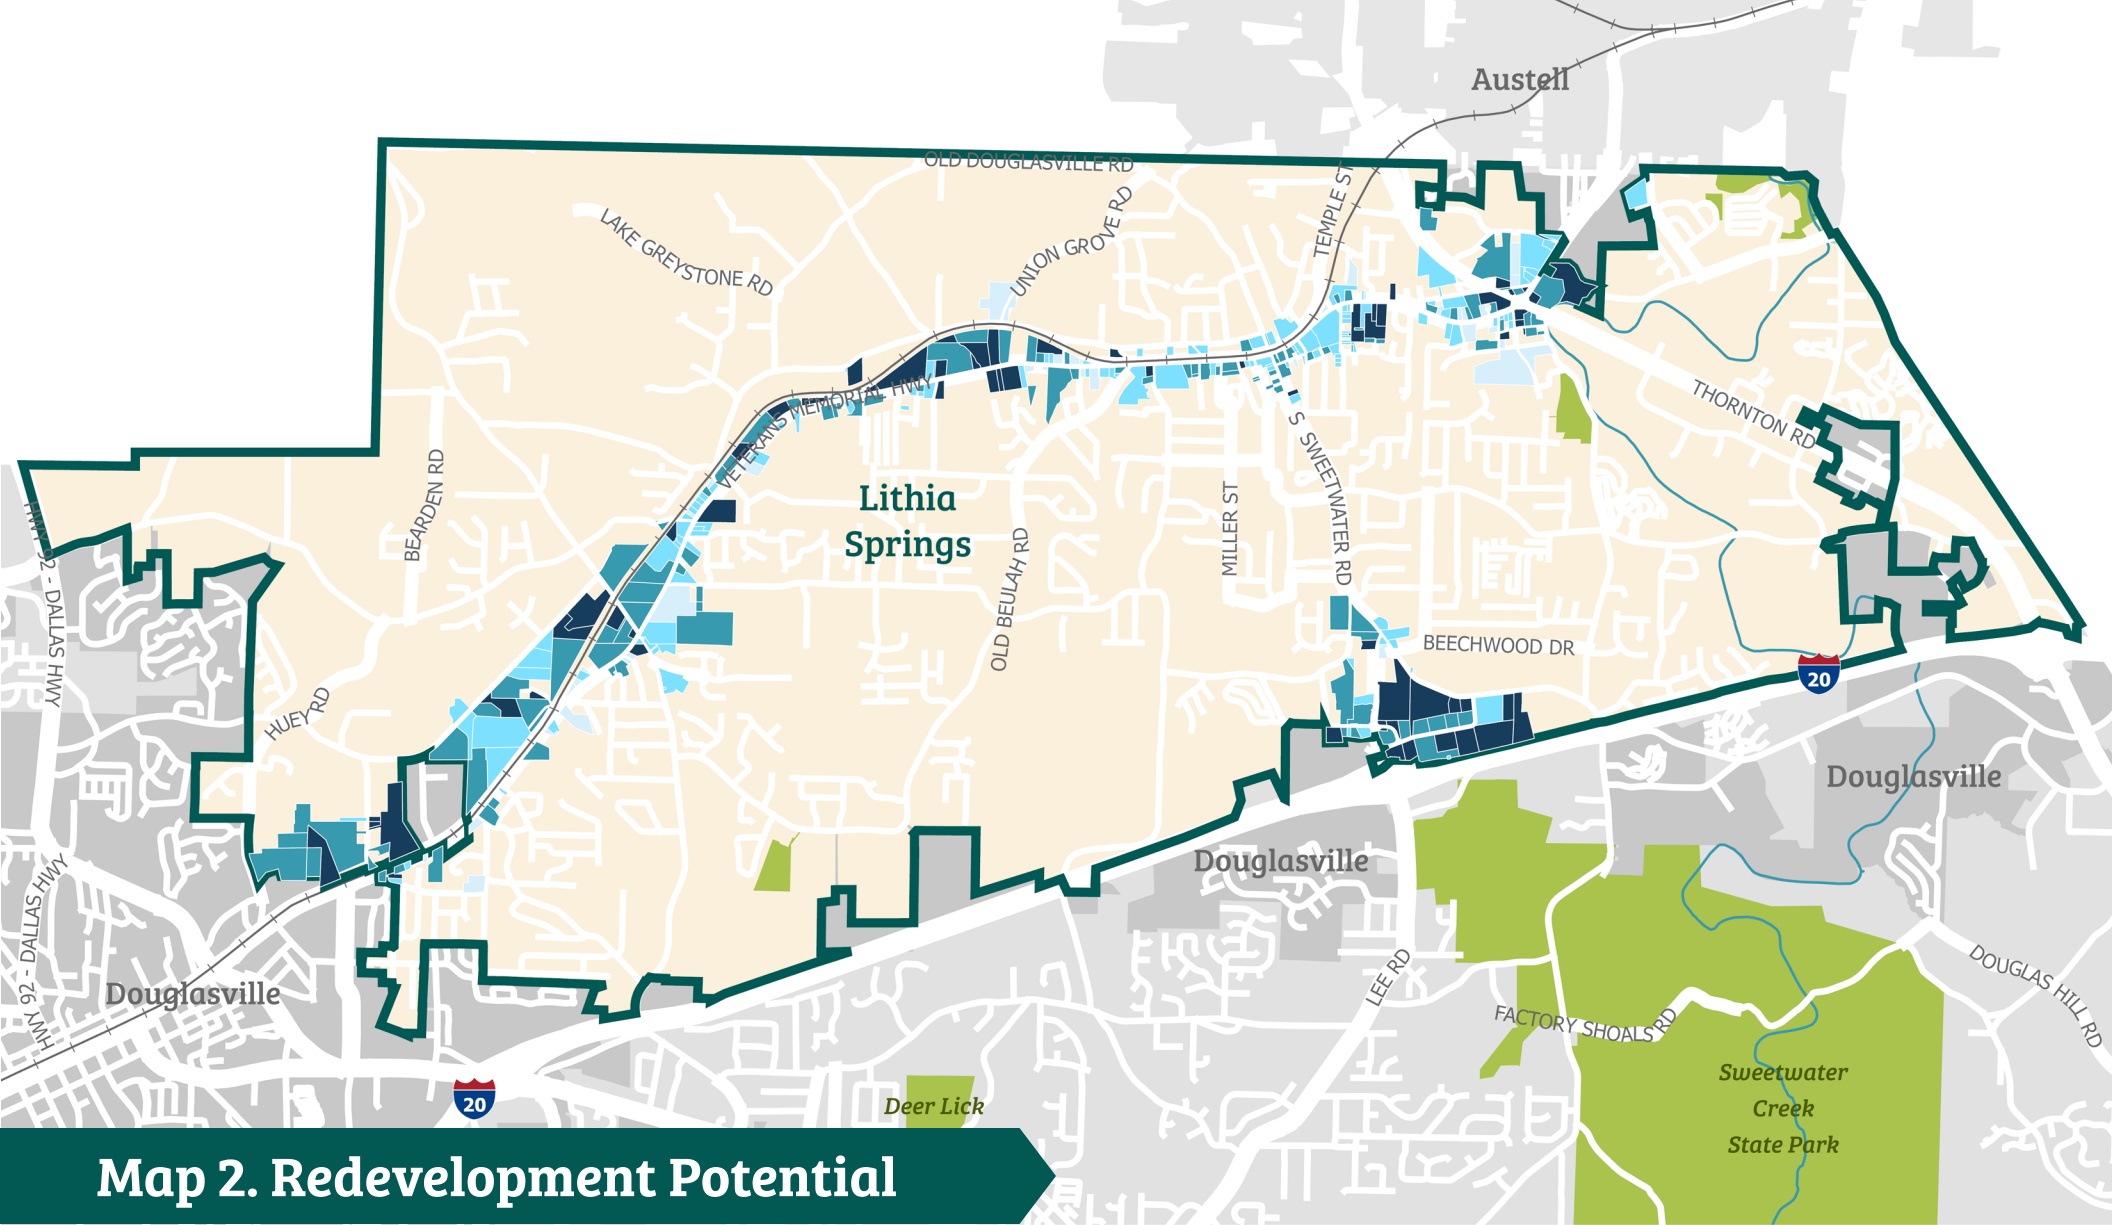 Austell
OLD DOUGLASVILLE RD
TEMPLE ST
UNION GROVE RD
LAKE GREYSTONE RD
VETERANS MEMORIAL HWY
THORNTON RD
S SWEETWATER RD
BEARDEN RD
Lithia
Springs
MILLER ST
OLD BEULAH RD
HWY 92 - DALLAS HWY
BEECHWOOD DR
20
HUEY RD
Douglasville
Douglasville
HWY 92 - DALLAS HWY
Douglasville
LEE RD
DOUGLAS HILL RD
FACTORY SHOALS RD
Sweetwater
Creek
State Park
20
Deer Lick
Map 2. Redevelopment Potential